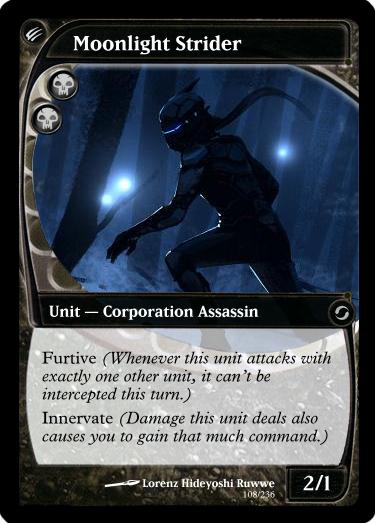 Moonlight Strider
Unit — Corporation Assassin
Furtive (Whenever this unit attacks with
exactly one other unit, it can't be
intercepted this turn.)
Innervate (Damage this unit deals also
causes you to gain that much command.)
Lorenz Hideyoshi Ruwwe
108/236
2/1